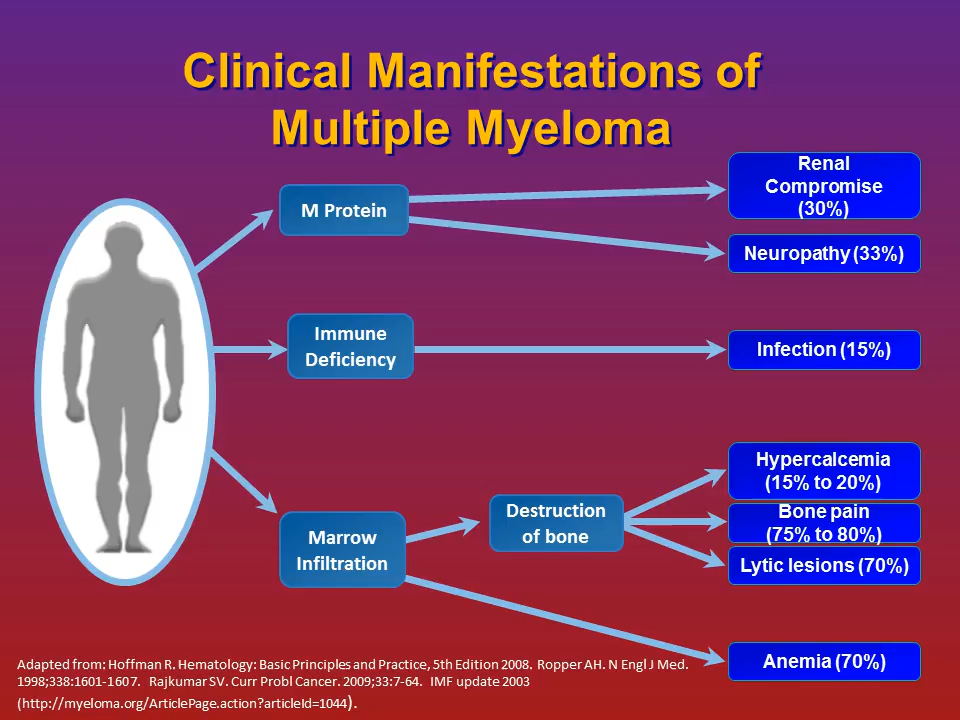 Clinical Manifestations of
Multiple Myeloma
M Protein
Renal
Compromise
(30%)
Neuropathy (33%)
Immune
Deficiency
Infection (15%)
Marrow
Infiltration
Destruction
of bone
Hypercalcemia
(15% to 20%)
Bone pain
(75% to 80%)
Lytic lesions (70%)
Anemia (70%)
Adapted from: Hoffman R. Hematology: Basic Principles and Practice, 5th Edition 2008. Ropper AH. N Engl J Med.
1998;338:1601-1607. Rajkumar SV. Curr Probl Cancer. 2009;33:7-64. IMF update 2003
(http://myeloma.org/ArticlePage.action?articleId=1044).